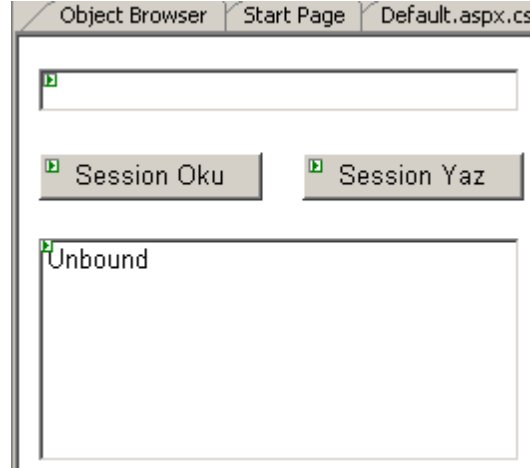 Object Browser Start Page Default.aspx.cs
Session Oku Session Yaz
Unbound